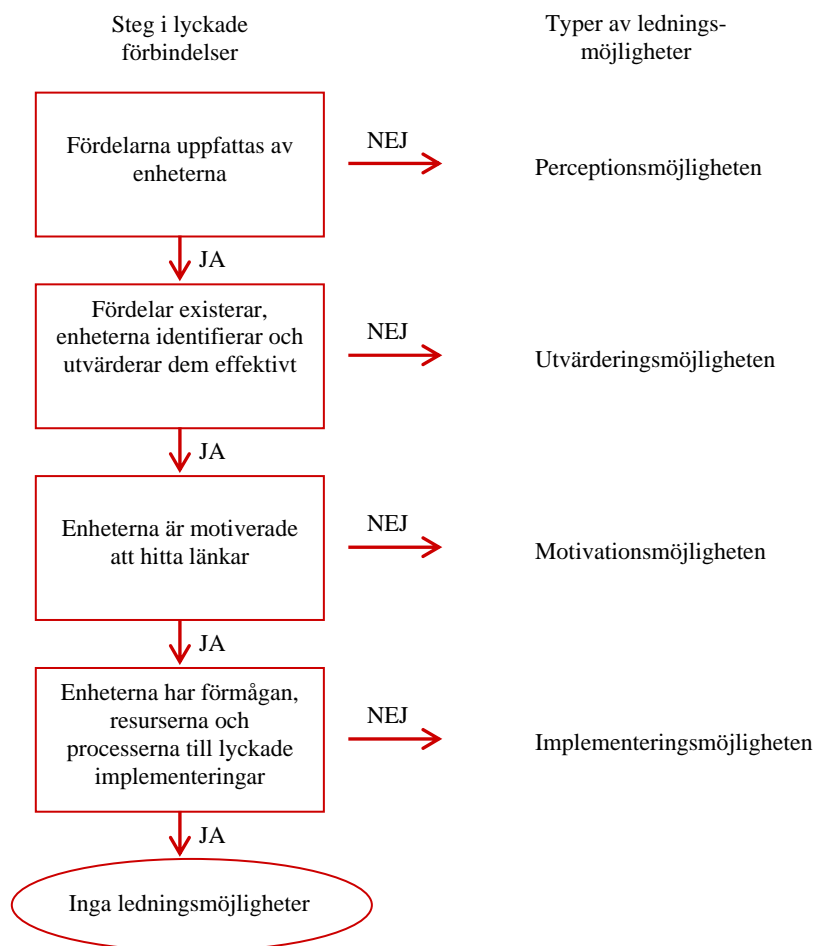 Steg i lyckade
förbindelser
Typer av lednings-
möjligheter
Fördelarna uppfattas av
enheterna
NEJ
Perceptionsmöjligheten
JA
Fördelar existerar,
enheterna identifierar och
utvärderar dem effektivt
NEJ
Utvärderingsmöjligheten
JA
Enheterna är motiverade
att hitta länkar
NEJ
Motivationsmöjligheten
JA
Enheterna har förmågan,
resurserna och
processerna till lyckade
implementeringar
NEJ
Implementeringsmöjligheten
JA
Inga ledningsmöjligheter